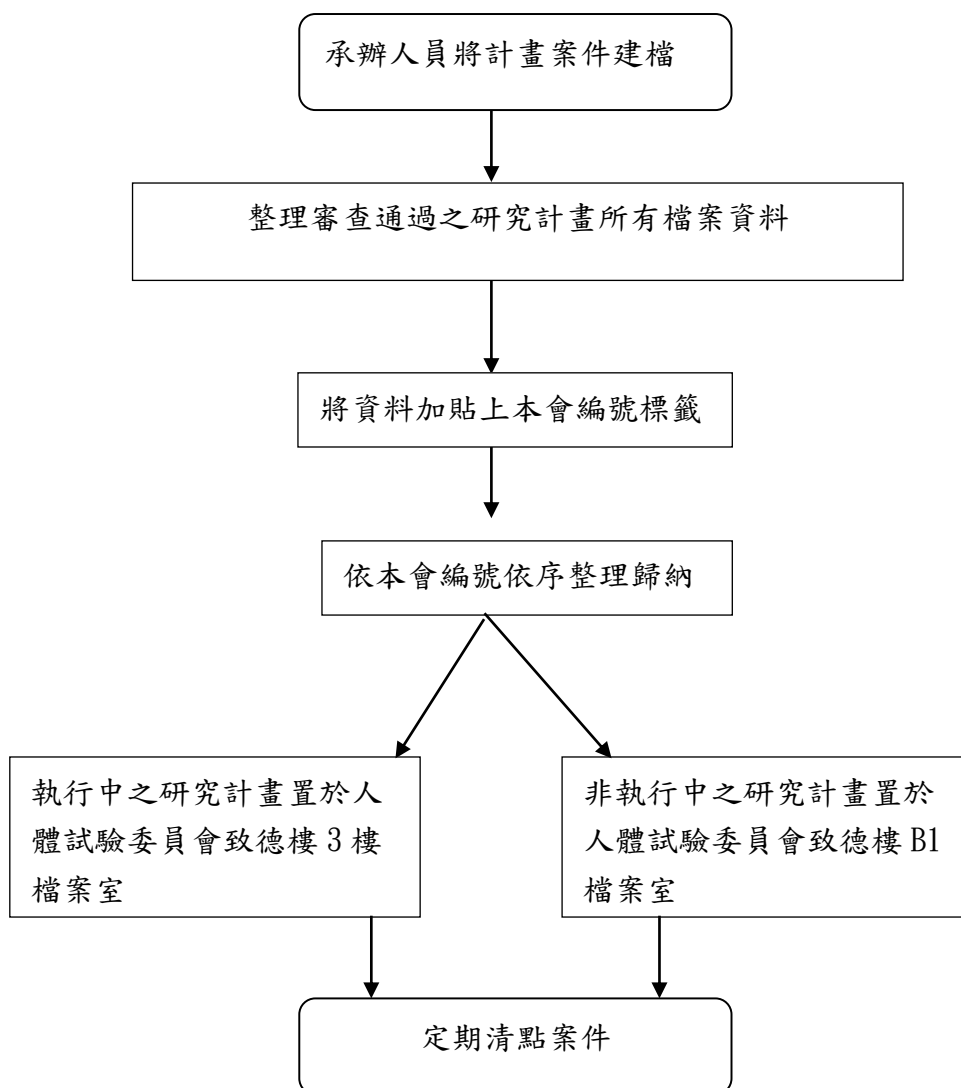 承辦人員將計畫案件建檔
整理審查通過之研究計畫所有檔案資料
將資料加貼上本會編號標籤
依本會編號依序整理歸納
執行中之研究計畫置於人
體試驗委員會致德樓 3 樓
檔案室
非執行中之研究計畫置於
人體試驗委員會致德樓 B1
檔案室
定期清點案件